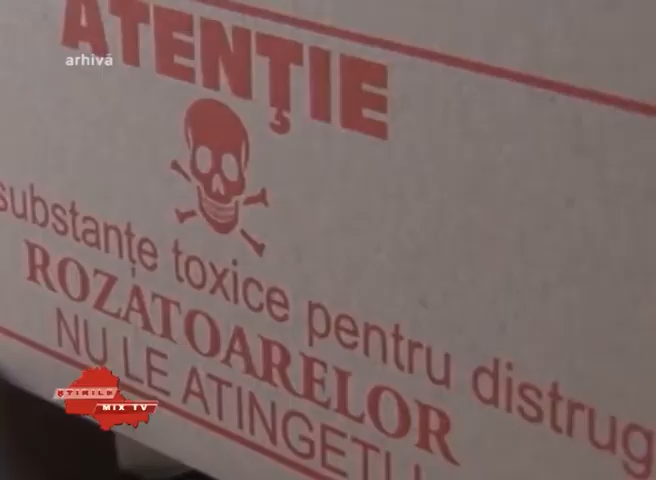 ATENȚIE
arhivă
substanțe toxice pentru distrug
ROZĂTOARELOR
NU LE ATINGEȚI
ȘTIRILE
MIX TV